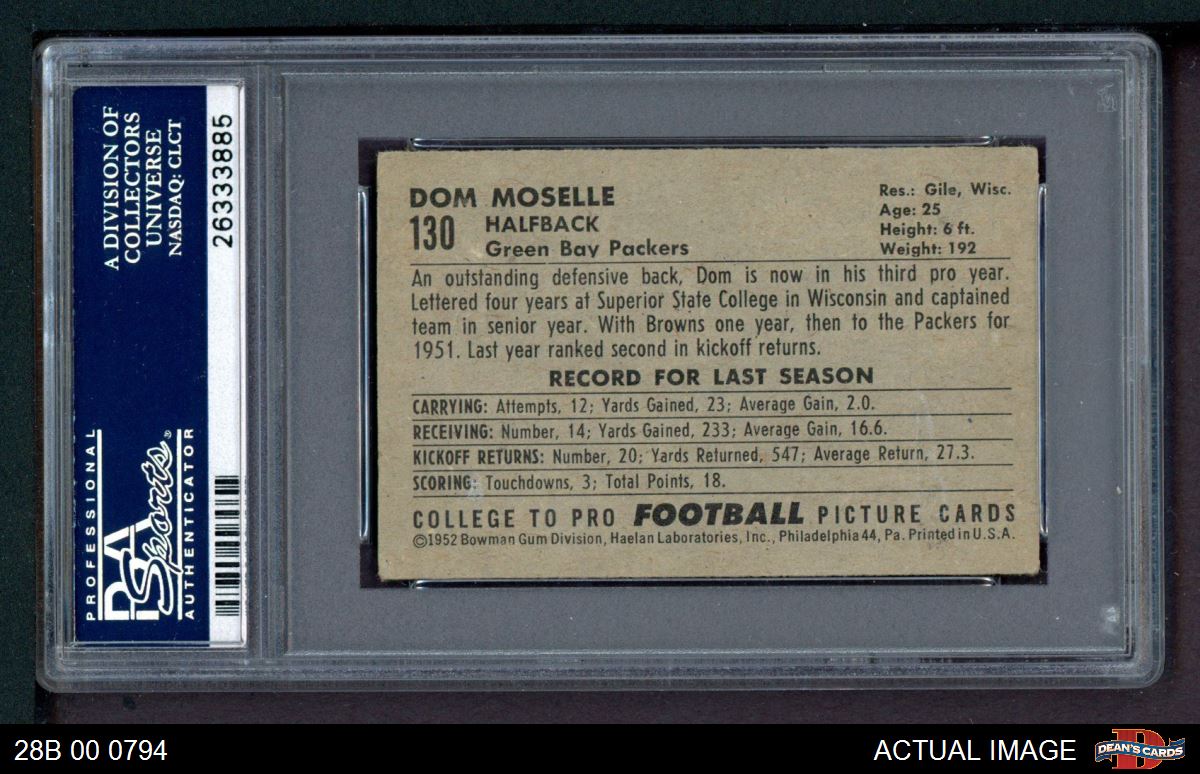 A DIVISION OF
COLLECTORS
UNIVERSE
NASDAQ: CLCT
26333885
PROFESSIONAL
PSA
Sports®
AUTHENTICATOR
DOM MOSELLE
130 HALFBACK
Green Bay Packers
Res.: Gile, Wisc.
Age: 25
Height: 6 ft.
Weight: 192
An outstanding defensive back, Dom is now in his third pro year.
Lettered four years at Superior State College in Wisconsin and captained
team in senior year. With Browns one year, then to the Packers for
1951. Last year ranked second in kickoff returns.
RECORD FOR LAST SEASON
CARRYING: Attempts, 12; Yards Gained, 23; Average Gain, 2.0.
RECEIVING: Number, 14; Yards Gained, 233; Average Gain, 16.6.
KICKOFF RETURNS: Number, 20; Yards Returned, 547; Average Return, 27.3.
SCORING: Touchdowns, 3; Total Points, 18.
COLLEGE TO PRO FOOTBALL PICTURE CARDS
©1952 Bowman Gum Division, Haelan Laboratories, Inc., Philadelphia 44, Pa. Printed in U.S.A.
28B 00 0794
ACTUAL IMAGE
DEAN'S CARDS